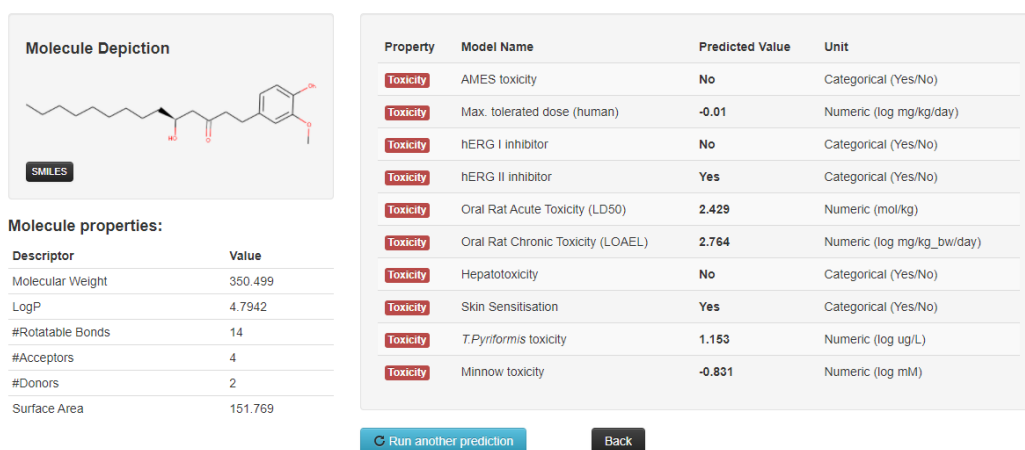 Molecule Depiction
OH
HO
O
O
SMILES
Molecule properties:
Descriptor Value
Molecular Weight 350.499
LogP 4.7942
#Rotatable Bonds 14
#Acceptors 4
#Donors 2
Surface Area 151.769
Property Model Name Predicted Value Unit
Toxicity AMES toxicity No Categorical (Yes/No)
Toxicity Max. tolerated dose (human) -0.01 Numeric (log mg/kg/day)
Toxicity hERG I inhibitor No Categorical (Yes/No)
Toxicity hERG II inhibitor Yes Categorical (Yes/No)
Toxicity Oral Rat Acute Toxicity (LD50) 2.429 Numeric (mol/kg)
Toxicity Oral Rat Chronic Toxicity (LOAEL) 2.764 Numeric (log mg/kg_bw/day)
Toxicity Hepatotoxicity No Categorical (Yes/No)
Toxicity Skin Sensitisation Yes Categorical (Yes/No)
Toxicity T.Pyriformis toxicity 1.153 Numeric (log ug/L)
Toxicity Minnow toxicity -0.831 Numeric (log mM)
Run another prediction Back